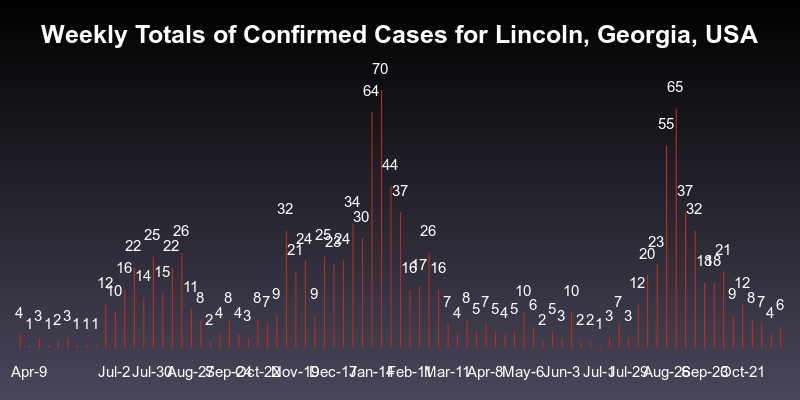 Weekly Totals of Confirmed Cases for Lincoln, Georgia, USA
4 1 3 1 2 3 1 1 1 12 10 16 22 14 25 15 22 26 11 8 2 4 8 4 3 8 7 9 32 21 24 9 25 23 24 34 30 64 70 44 37 16 17 26 16 7 4 8 5 7 5 4 5 10 6 2 5 3 10 2 2 1 3 7 3 12 20 23 55 65 37 32 18 18 21 9 12 8 7 4 6
Apr-9 Jul-2 Jul-30 Aug-27 Sep-24 Oct-22 Nov-19 Dec-17 Jan-14 Feb-11 Mar-11 Apr-8 May-6 Jun-3 Jul-1 Jul-29 Aug-26 Sep-23 Oct-21